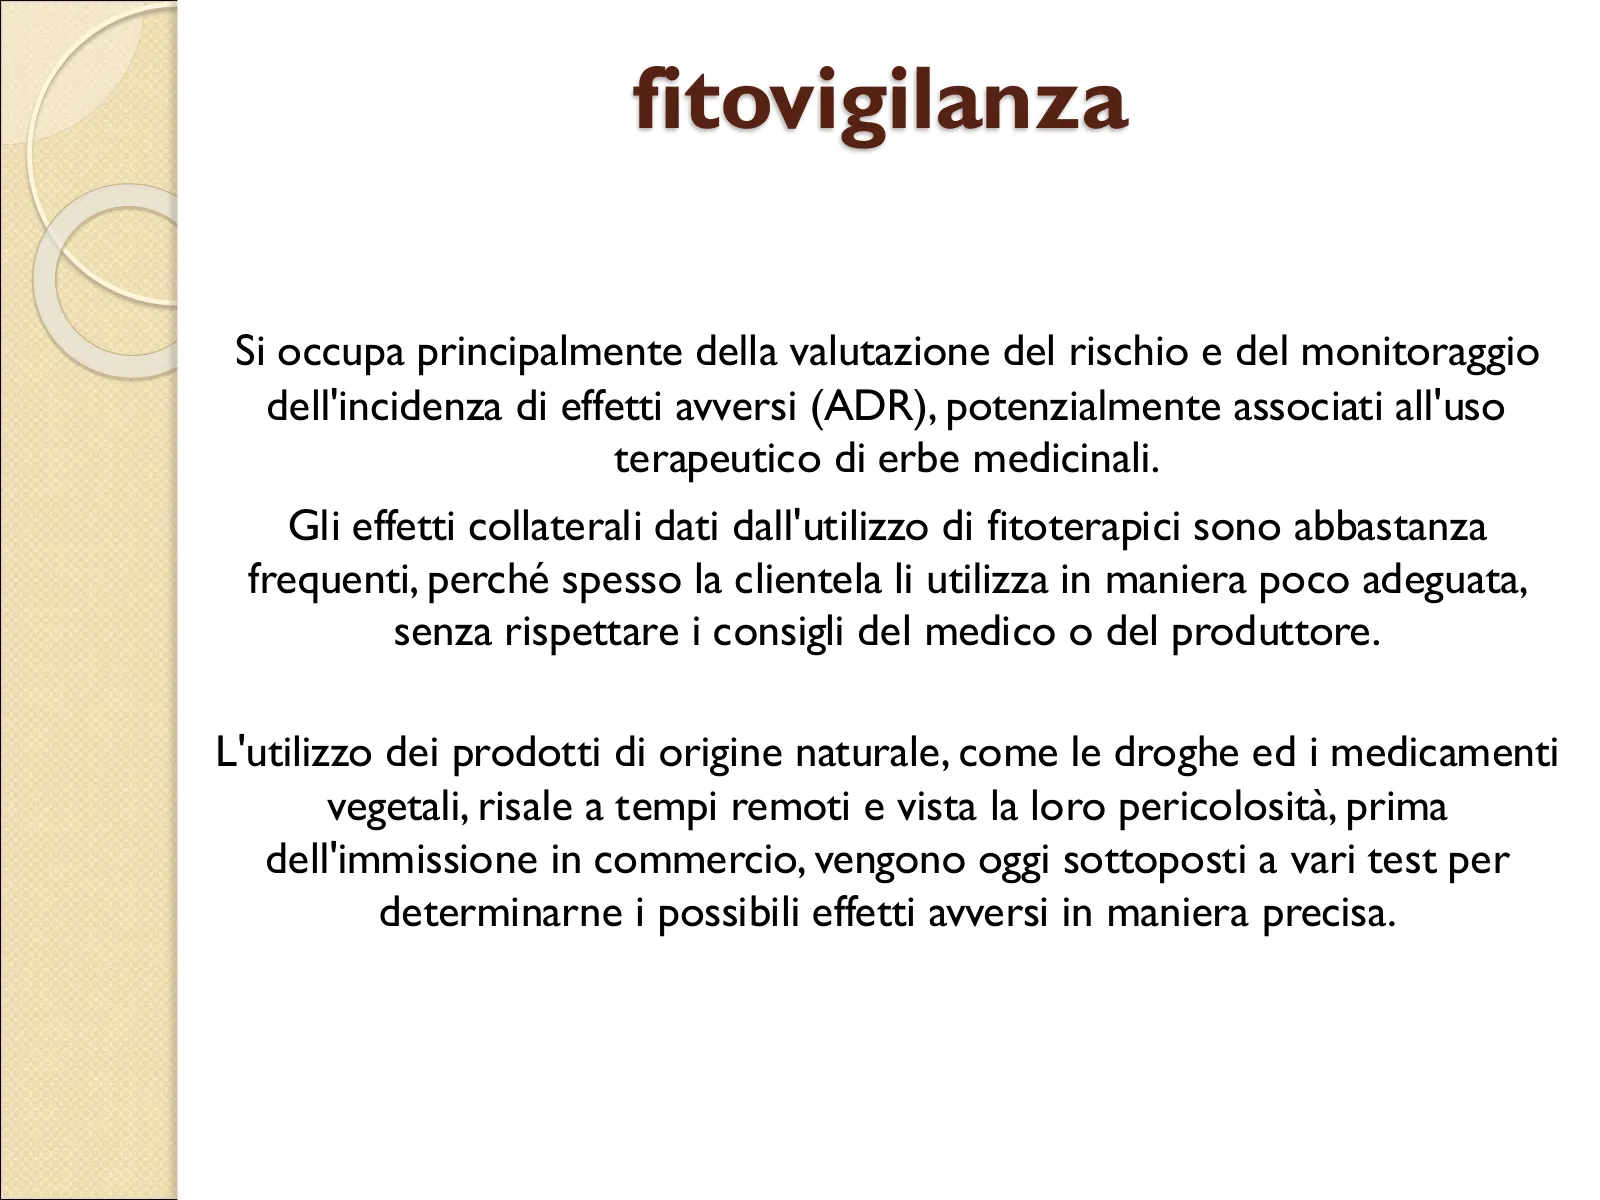 fitovigilanza
Si occupa principalmente della valutazione del rischio e del monitoraggio
dell'incidenza di effetti avversi (ADR), potenzialmente associati all'uso
terapeutico di erbe medicinali.
Gli effetti collaterali dati dall'utilizzo di fitoterapici sono abbastanza
frequenti, perché spesso la clientela li utilizza in maniera poco adeguata,
senza rispettare i consigli del medico o del produttore.
L'utilizzo dei prodotti di origine naturale, come le droghe ed i medicamenti
vegetali, risale a tempi remoti e vista la loro pericolosità, prima
dell'immissione in commercio, vengono oggi sottoposti a vari test per
determinarne i possibili effetti avversi in maniera precisa.